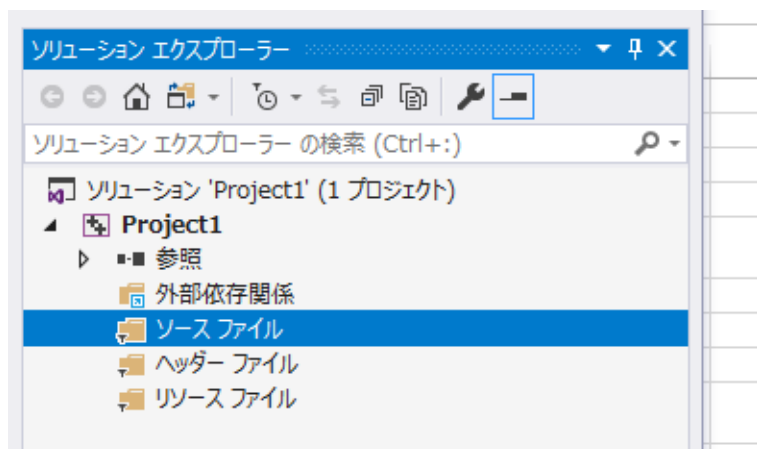 ソリューション エクスプローラー
ソリューション エクスプローラー の検索 (Ctrl+:)
ソリューション 'Project1' (1 プロジェクト)
Project1
参照
外部依存関係
ソース ファイル
ヘッダー ファイル
リソース ファイル